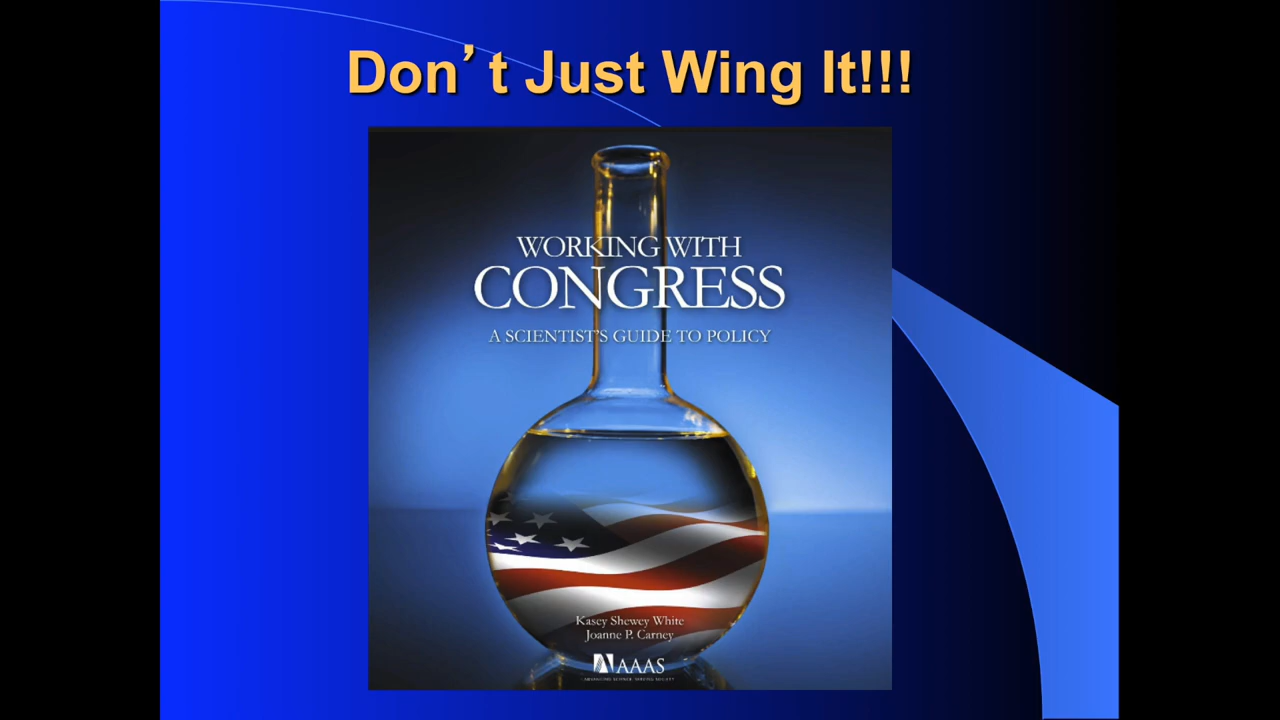 Don’t Just Wing It!!!
WORKING WITH
CONGRESS
A SCIENTIST'S GUIDE TO POLICY
Kasey Shewey White
Joanne P. Carney
AAAS